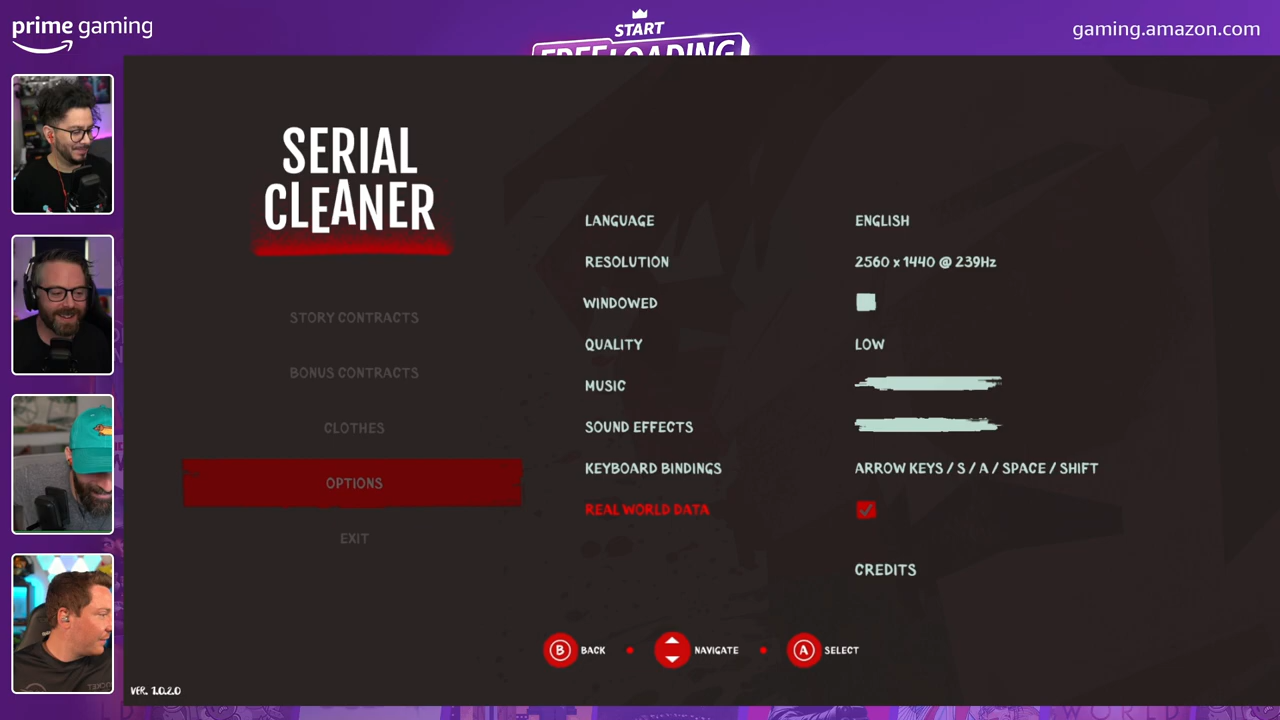 prime gaming
START
FREELOADING
gaming.amazon.com
SERIAL
CLEANER
STORY CONTRACTS
BONUS CONTRACTS
CLOTHES
OPTIONS
EXIT
LANGUAGE ENGLISH
RESOLUTION 2560 x 1440 @ 239Hz
WINDOWED
QUALITY LOW
MUSIC
SOUND EFFECTS
KEYBOARD BINDINGS ARROW KEYS / S / A / SPACE / SHIFT
REAL WORLD DATA
CREDITS
B BACK NAVIGATE A SELECT
VER. 1.0.2.0